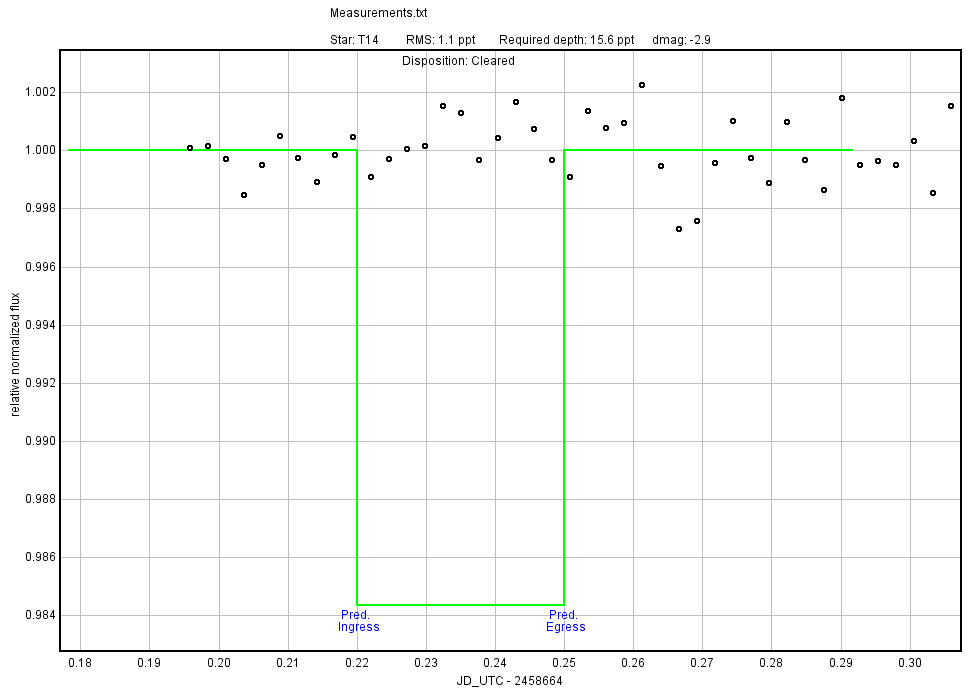 Measurements.txt
Star: T14 RMS: 1.1 ppt Required depth: 15.6 ppt dmag: -2.9
Disposition: Cleared
1.002
1.000
0.998
0.996
0.994
0.992
0.990
0.988
0.986
0.984
relative normalized flux
Pred. Pred.
Ingress Egress
0.18 0.19 0.20 0.21 0.22 0.23 0.24 0.25 0.26 0.27 0.28 0.29 0.30
JD_UTC - 2458664